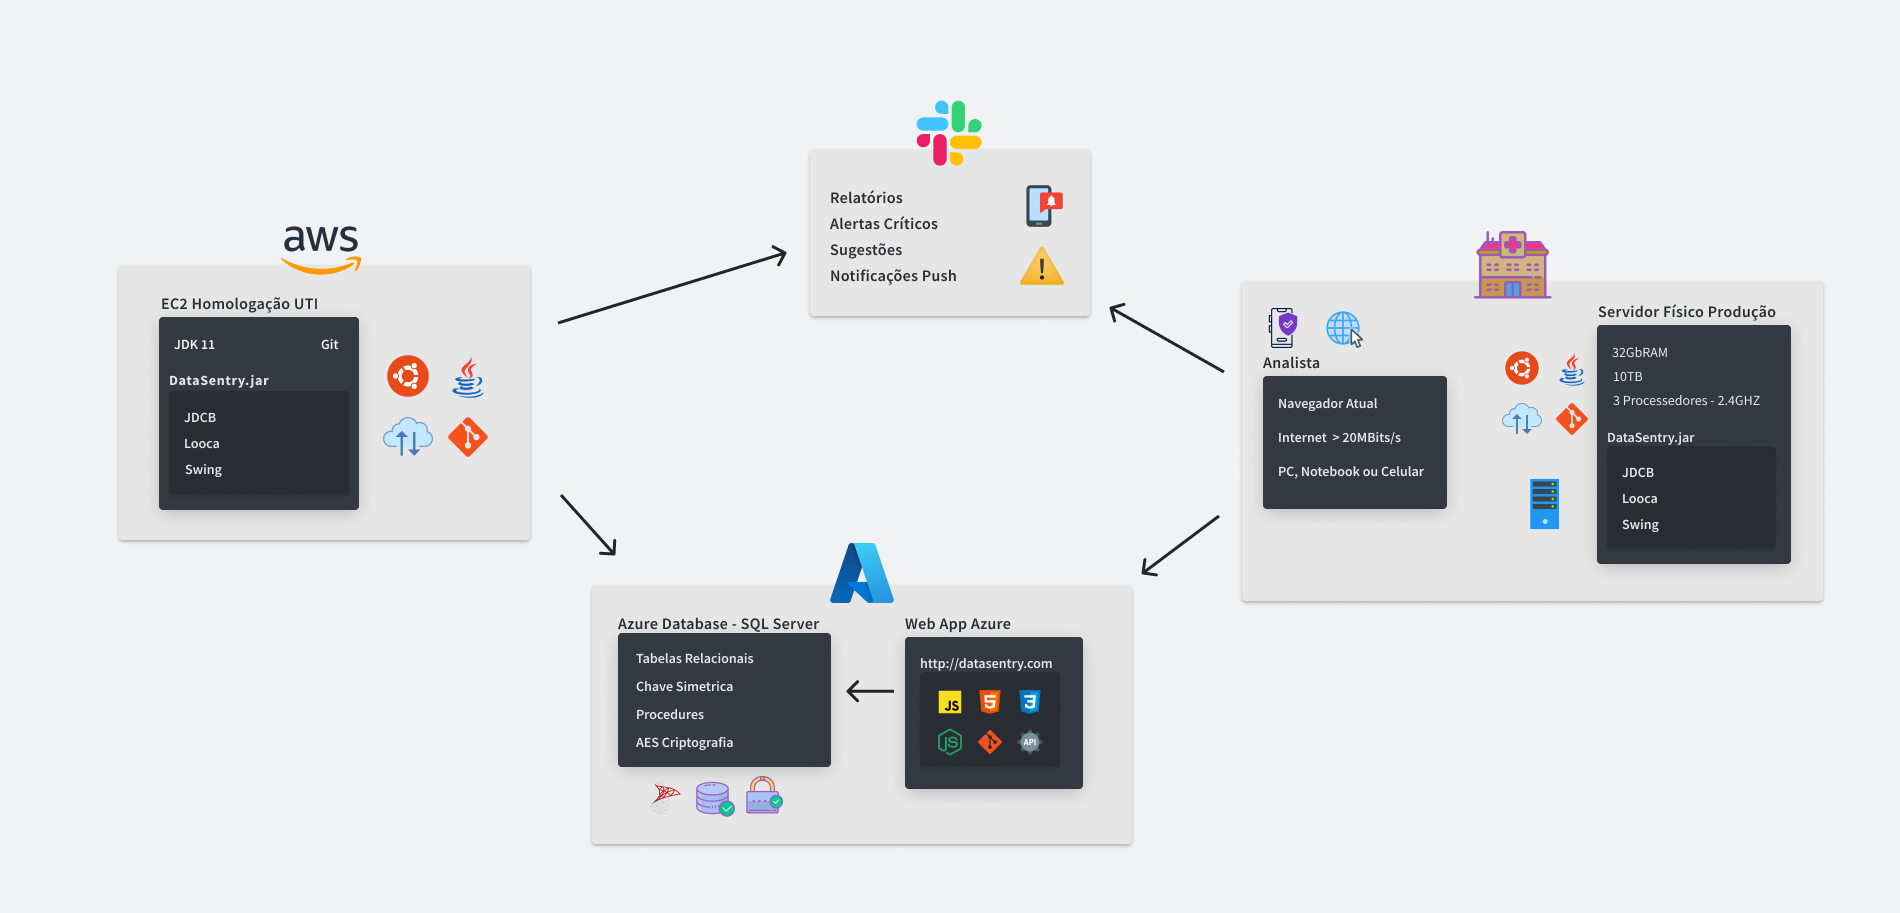 Relatórios
Alertas Críticos
Sugestões
Notificações Push
aws
EC2 Homologação UTI
JDK 11 Git
DataSentry.jar
JDCB
Looca
Swing
Analista
Navegador Atual
Internet > 20MBits/s
PC, Notebook ou Celular
Servidor Físico Produção
32GbRAM
10TB
3 Processedores - 2.4GHZ
DataSentry.jar
JDCB
Looca
Swing
Azure Database - SQL Server
Tabelas Relacionais
Chave Simetrica
Procedures
AES Criptografia
Web App Azure
http://datasentry.com
JS
5
3
JS
API